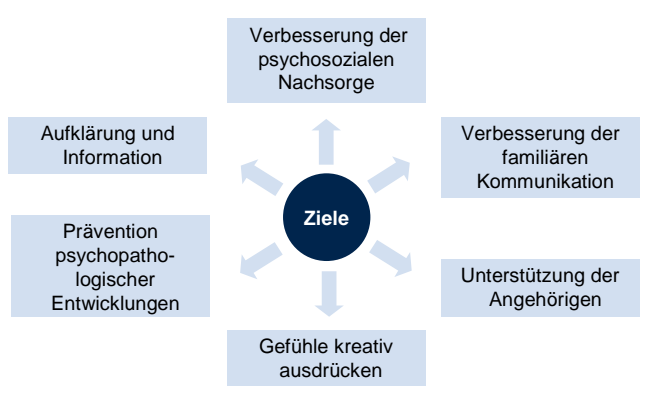 Verbesserung der
psychosozialen
Nachsorge
Aufklärung und
Information
Verbesserung der
familiären
Kommunikation
Ziele
Prävention
psychopatho-
logischer
Entwicklungen
Unterstützung der
Angehörigen
Gefühle kreativ
ausdrücken